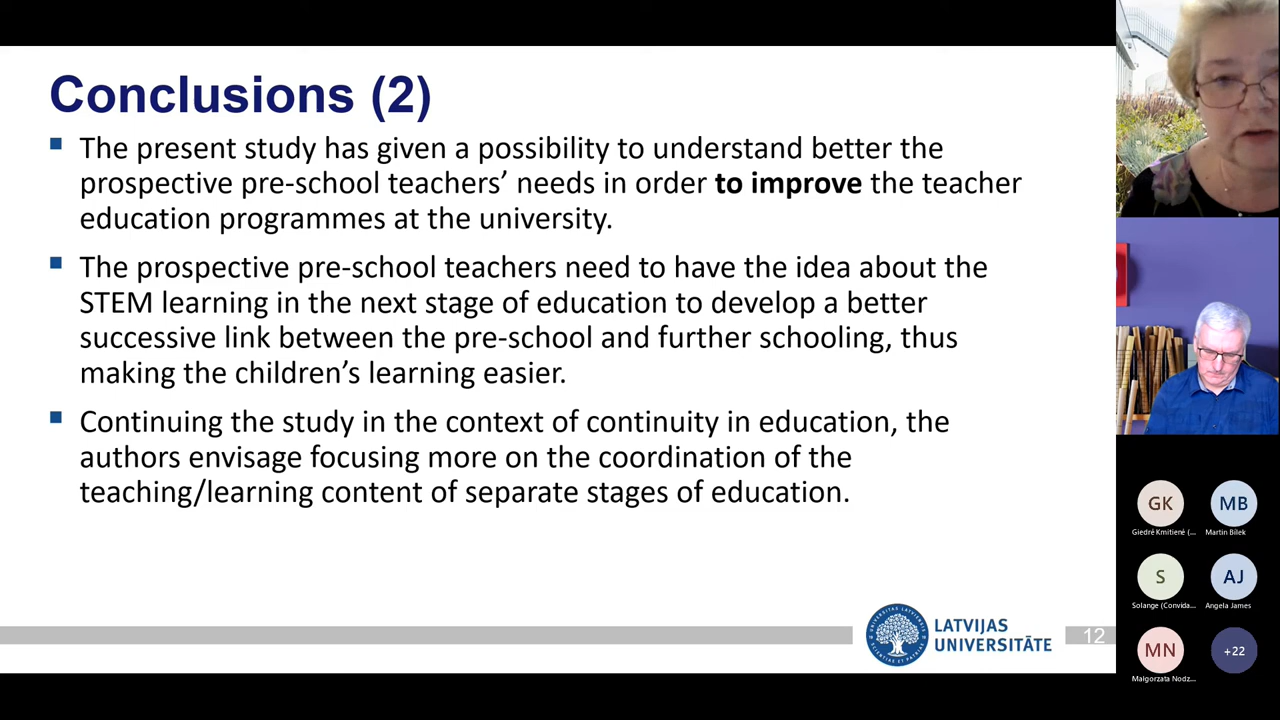 Conclusions (2)
The present study has given a possibility to understand better the
prospective pre-school teachers’ needs in order to improve the teacher
education programmes at the university.
The prospective pre-school teachers need to have the idea about the
STEM learning in the next stage of education to develop a better
successive link between the pre-school and further schooling, thus
making the children’s learning easier.
Continuing the study in the context of continuity in education, the
authors envisage focusing more on the coordination of the
teaching/learning content of separate stages of education.
LATVIJAS
UNIVERSITĀTE
12
GK
MB
Giedrė Kmitienė (...
Martin Bílek
S
AJ
Solange (Convida...
Angela James
MN
+22
Małgorzata Nodz...